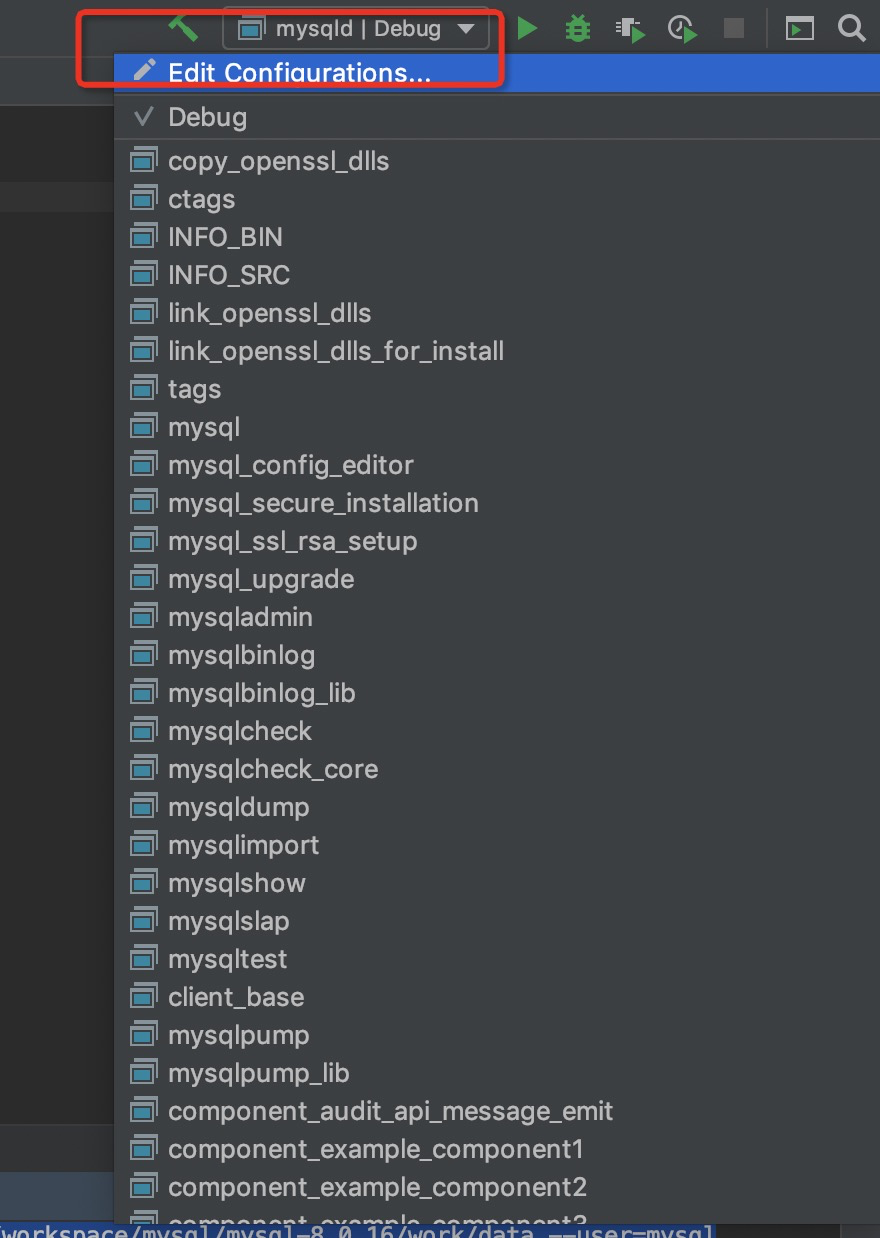 mysqld | Debug
Edit Configurations...
Debug
copy_openssl_dlls
ctags
INFO_BIN
INFO_SRC
link_openssl_dlls
link_openssl_dlls_for_install
tags
mysql
mysql_config_editor
mysql_secure_installation
mysql_ssl_rsa_setup
mysql_upgrade
mysqladmin
mysqlbinlog
mysqlbinlog_lib
mysqlcheck
mysqlcheck_core
mysqldump
mysqlimport
mysqlshow
mysqlslap
mysqltest
client_base
mysqlpump
mysqlpump_lib
component_audit_api_message_emit
component_example_component1
component_example_component2
component_example_component3
workspace/mysql/mysql-8.0.16/work/data --user=mysql